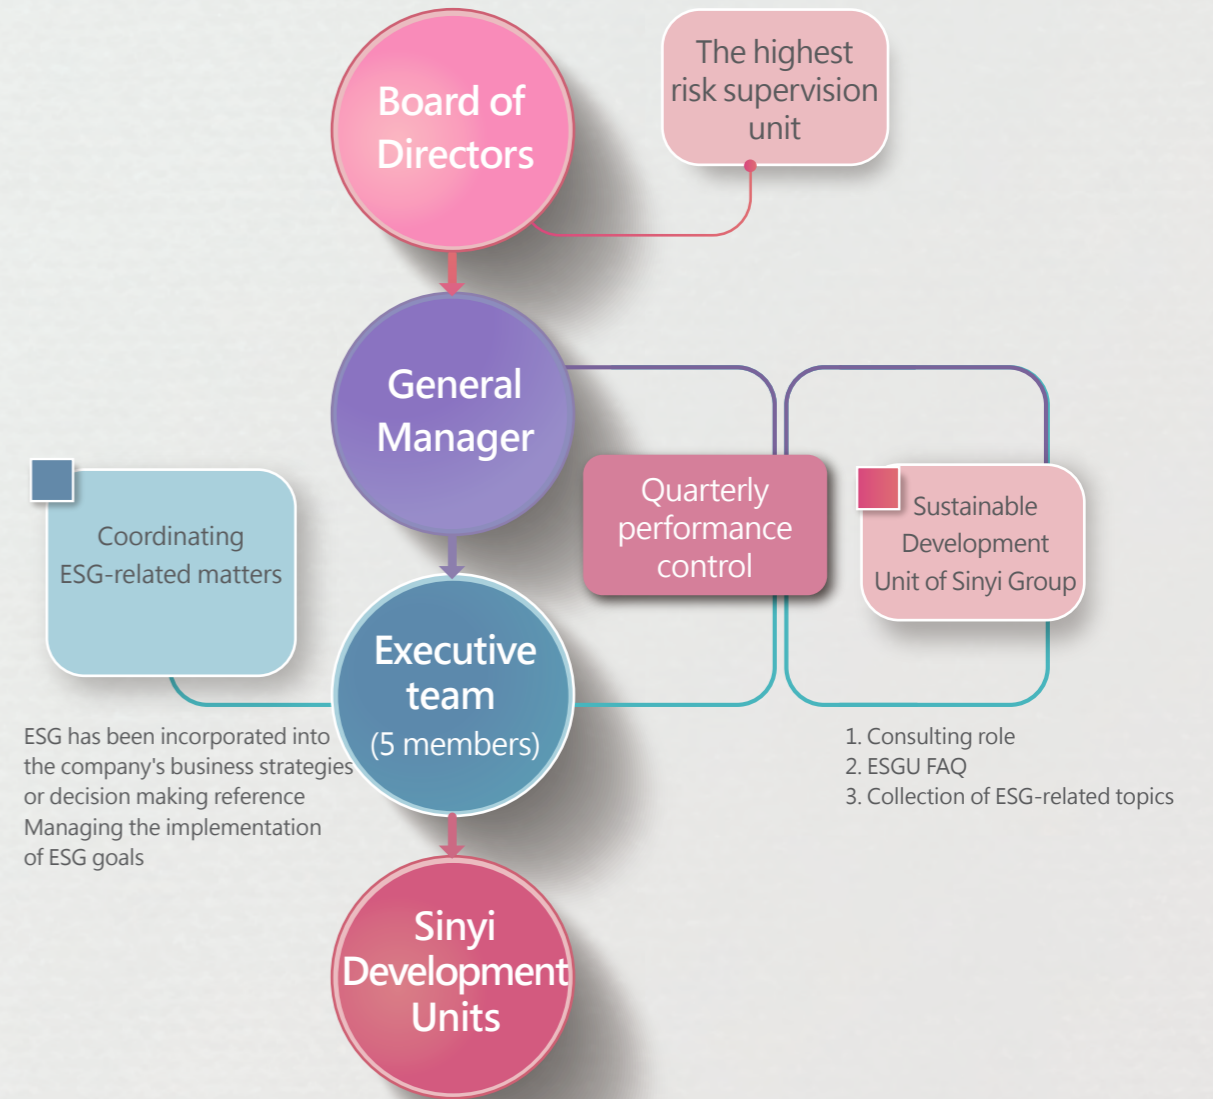 Board of
Directors
The highest
risk supervision
unit
General
Manager
Quarterly
performance
control
Sustainable
Development
Unit of Sinyi Group
Coordinating
ESG-related matters
Executive
team
(5 members)
ESG has been incorporated into
the company's business strategies
or decision making reference
Managing the implementation
of ESG goals
1. Consulting role
2. ESGU FAQ
3. Collection of ESG-related topics
Sinyi
Development
Units